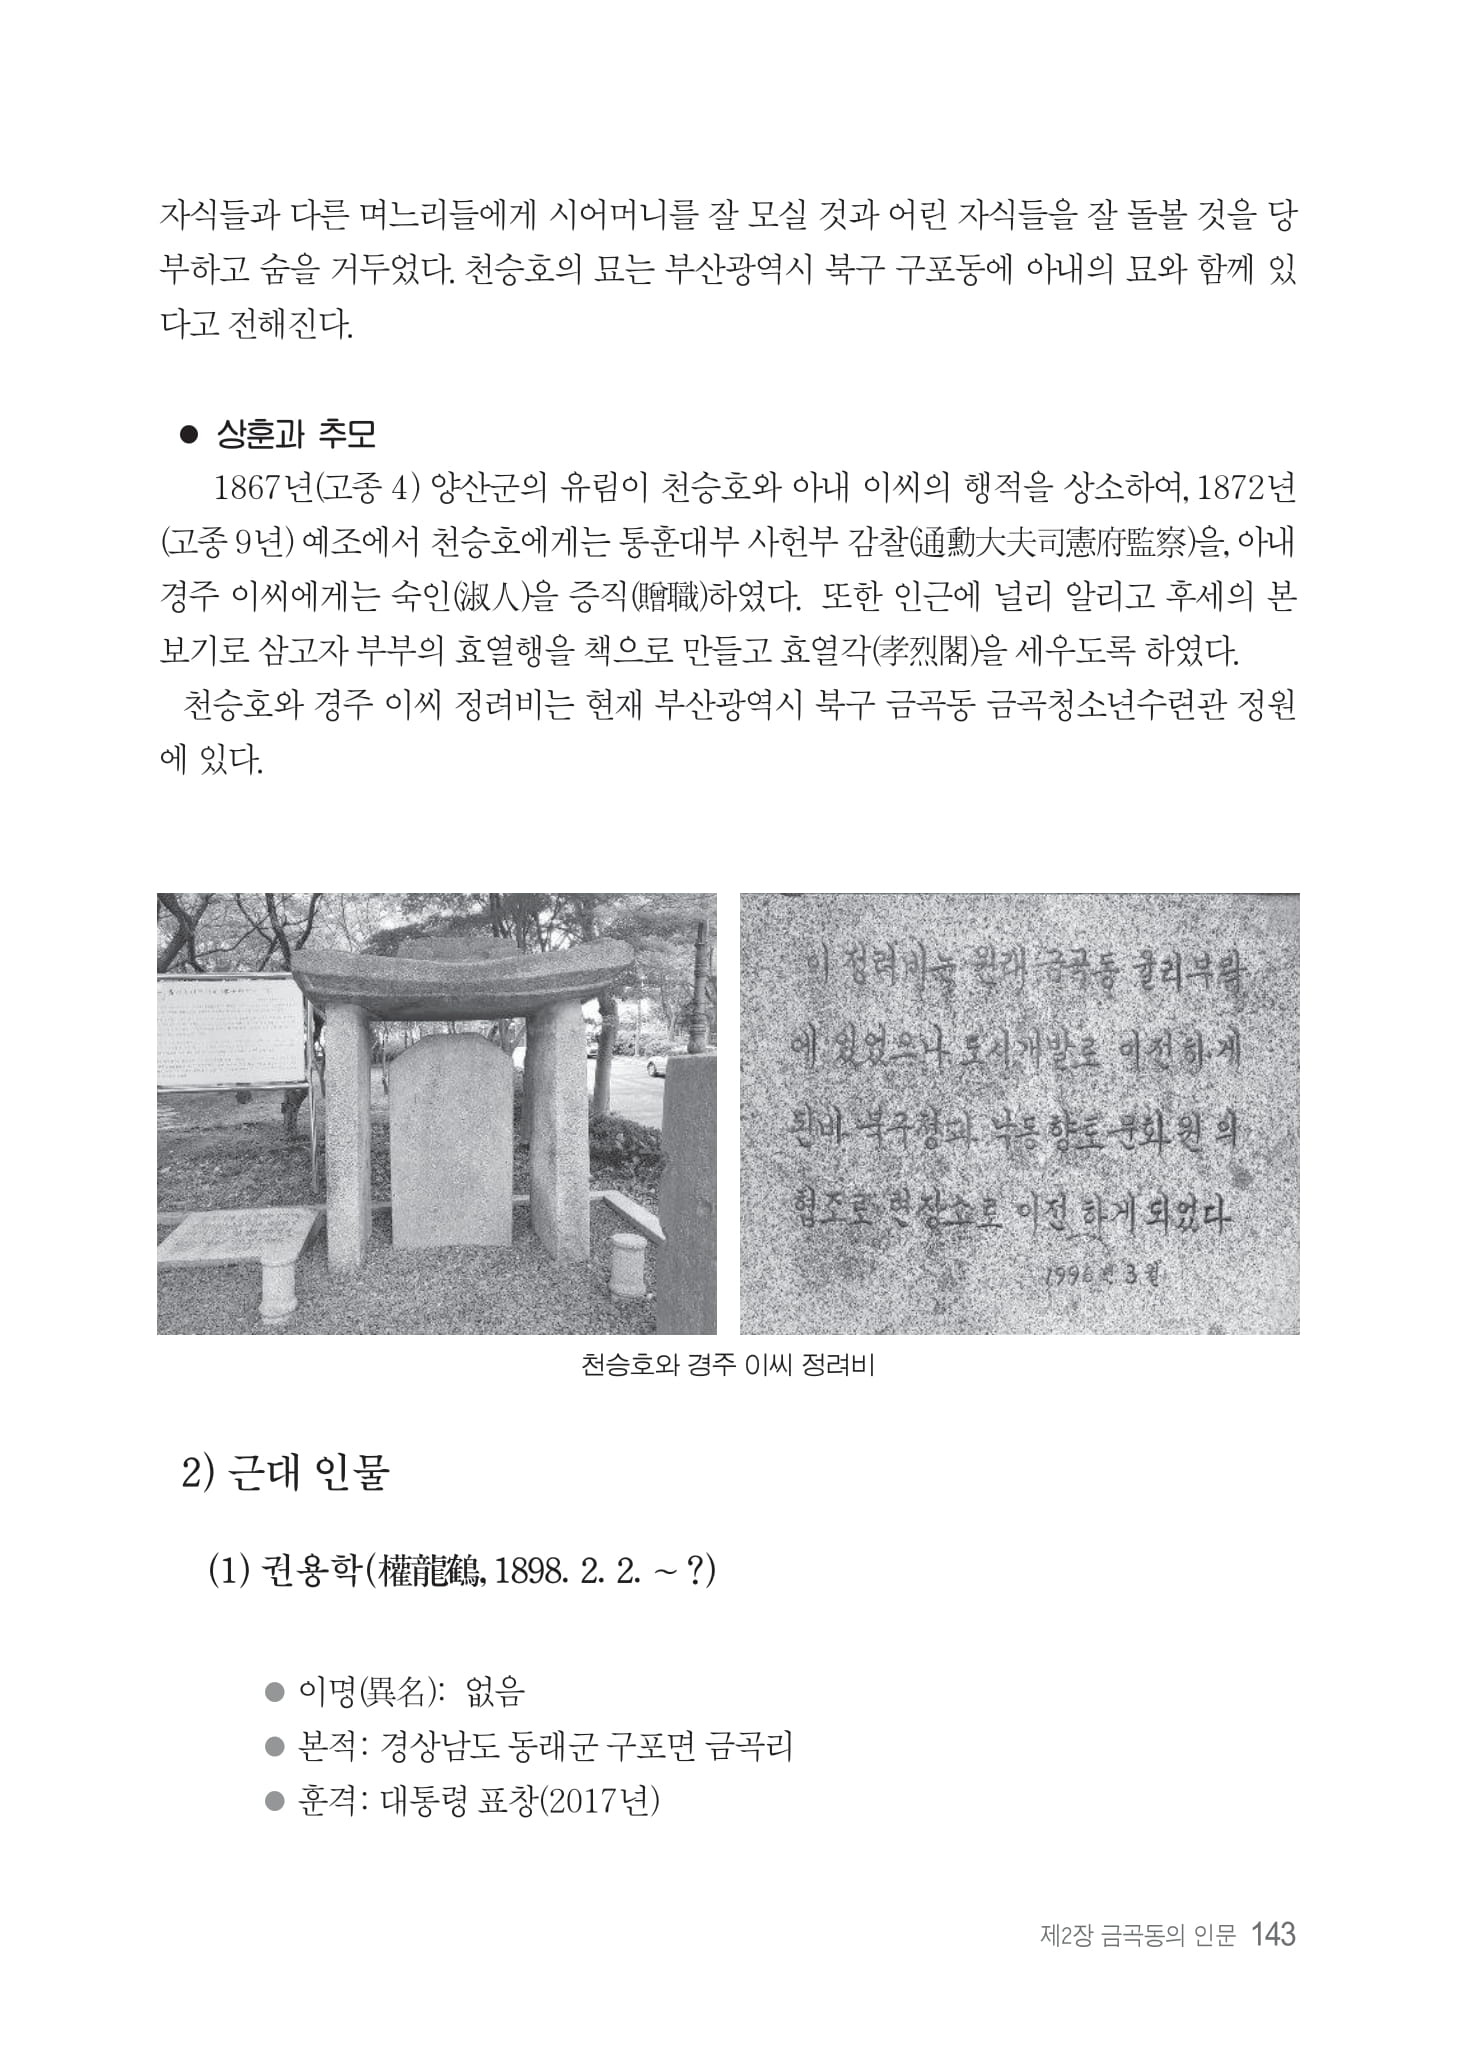 자식들과 다른 며느리들에게 시어머니를 잘 모실 것과 어린 자식들을 잘 돌볼 것을 당
부하고 숨을 거두었다. 천승호의 묘는 부산광역시 북구 구포동에 아내의 묘와 함께 있
다고 전해진다.
● 상훈과 추모
1867년(고종 4) 양산군의 유림이 천승호와 아내 이씨의 행적을 상소하여, 1872년
(고종 9년) 예조에서 천승호에게는 통훈대부 사헌부 감찰(通勳大夫司憲府監察)을, 아내
경주 이씨에게는 숙인(淑人)을 증직(贈職)하였다. 또한 인근에 널리 알리고 후세의 본
보기로 삼고자 부부의 효열행을 책으로 만들고 효열각(孝烈閣)을 세우도록 하였다.
천승호와 경주 이씨 정려비는 현재 부산광역시 북구 금곡동 금곡청소년수련관 정원
에 있다.
이 정려비는 원래 금곡동 율리부락
에 있었으나 도시개발로 이전하게
된바 북구청과 낙동향토문화원의
협조로 현장소로 이전 하게 되었다
1996년 3월
천승호와 경주 이씨 정려비
2) 근대 인물
(1) 권용학(權龍鶴, 1898. 2. 2. ~ ?)
● 이명(異名): 없음
● 본적: 경상남도 동래군 구포면 금곡리
● 훈격: 대통령 표창(2017년)
제2장 금곡동의 인문 143